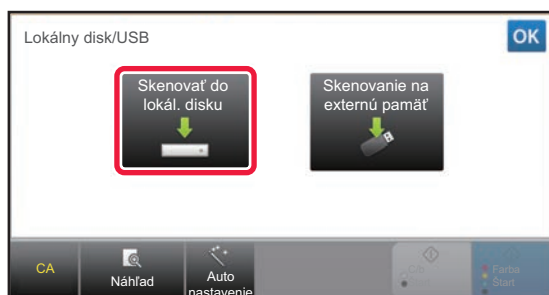 Lokálny disk/USB
OK
Skenovať do
lokál. disku
Skenovanie na
externú pamäť
CA
Náhľad
Auto
nastavenie
Farba
Štart